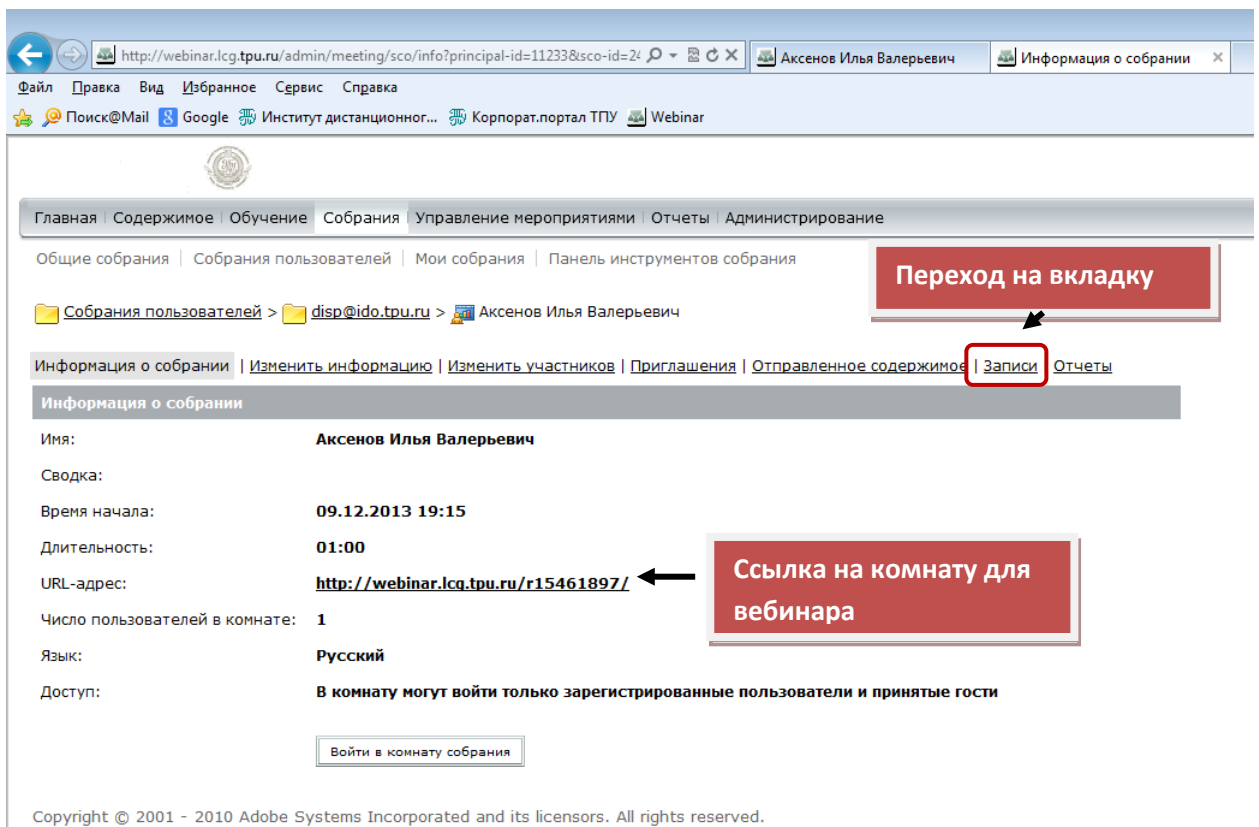 http://webinar.lcg.tpu.ru/admin/meeting/sco/info?principal-id=11233&sco-id=24
Аксенов Илья Валерьевич
Информация о собрании
Файл Правка Вид Избранное Сервис Справка
Поиск@Mail Google Институт дистанционног... Корпорат.портал ТПУ Webinar
Главная Содержимое Обучение Собрания Управление мероприятиями Отчеты Администрирование
Общие собрания | Собрания пользователей | Мои собрания | Панель инструментов собрания
Переход на вкладку
Собрания пользователей > disp@ido.tpu.ru > Аксенов Илья Валерьевич
Информация о собрании | Изменить информацию | Изменить участников | Приглашения | Отправленное содержимое | Записи Отчеты
Информация о собрании
Имя: Аксенов Илья Валерьевич
Сводка:
Время начала: 09.12.2013 19:15
Длительность: 01:00
URL-адрес: http://webinar.lcg.tpu.ru/r15461897/
Ссылка на комнату для
вебинара
Число пользователей в комнате: 1
Язык: Русский
Доступ: В комнату могут войти только зарегистрированные пользователи и принятые гости
Войти в комнату собрания
Copyright © 2001 - 2010 Adobe Systems Incorporated and its licensors. All rights reserved.